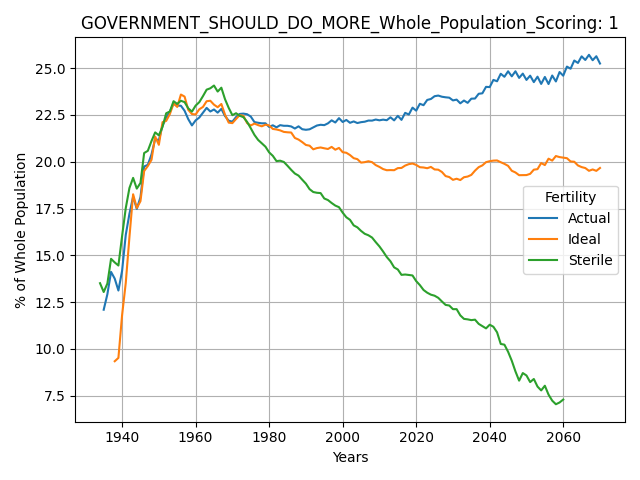 GOVERNMENT_SHOULD_DO_MORE_Whole_Population_Scoring: 1
% of Whole Population
25.0
22.5
20.0
17.5
15.0
12.5
10.0
7.5
Fertility
Actual
Ideal
Sterile
1940
1960
1980
2000
2020
2040
2060
Years